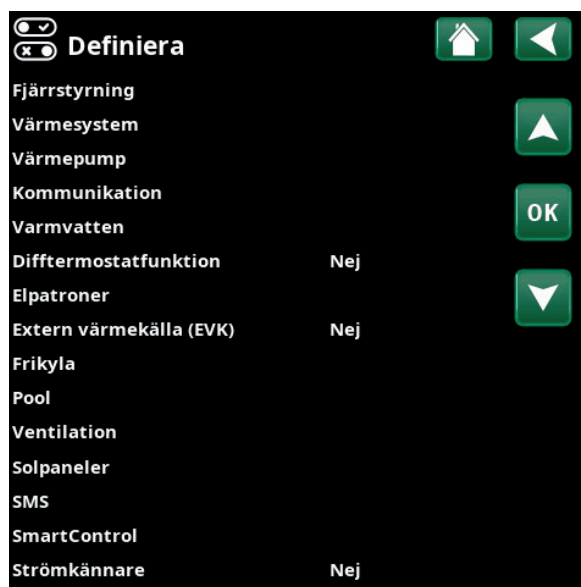 Definiera
Fjärrstyrning
Värmesystem
Värmepump
Kommunikation
OK
Varmvatten
Difftermostatfunktion Nej
Elpatroner
Extern värmekälla (EVK) Nej
Frikyla
Pool
Ventilation
Solpaneler
SMS
SmartControl
Strömkännare Nej